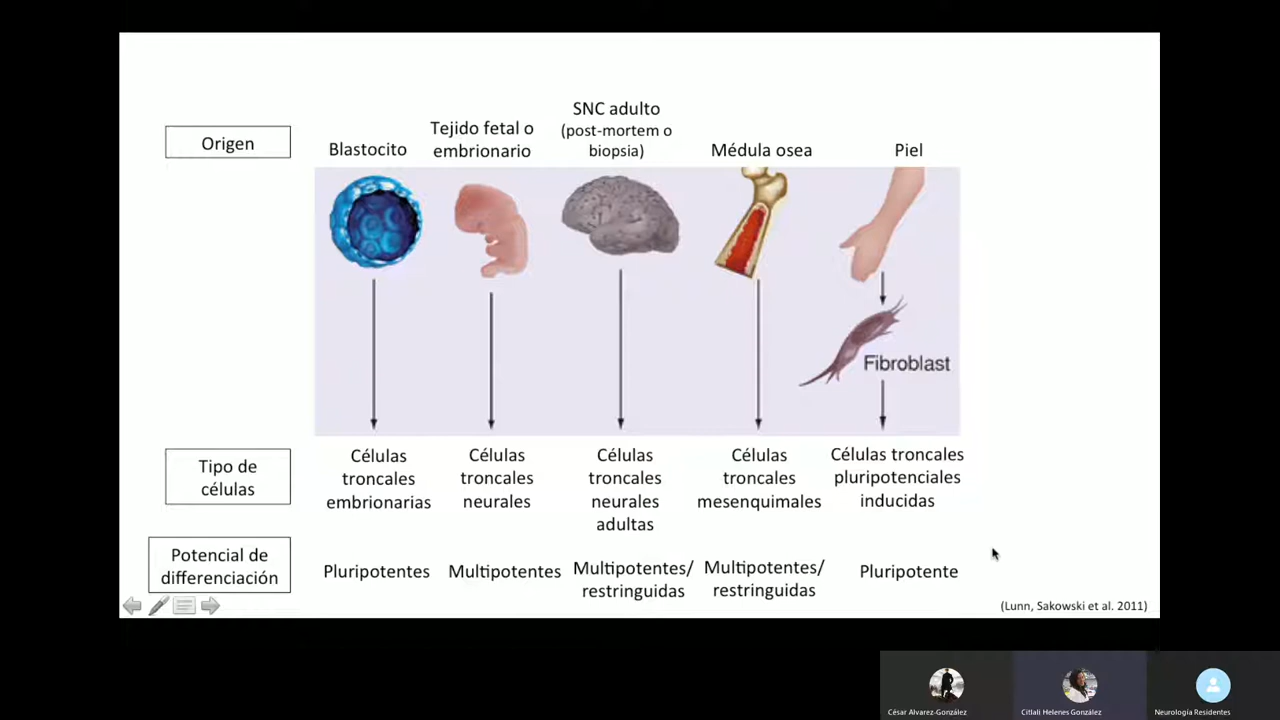 Origen
Blastocito
Tejido fetal o
embrionario
SNC adulto
(post-mortem o
biopsia)
Médula osea
Piel
Fibroblast
Tipo de
células
Células
troncales
embrionarias
Células
troncales
neurales
Células
troncales
neurales
adultas
Células
troncales
mesenquimales
Células troncales
pluripotenciales
inducidas
Potencial de
differenciación
Pluripotentes
Multipotentes
Multipotentes/
restringuidas
Multipotentes/
restringuidas
Pluripotente
(Lunn, Sakowski et al. 2011)
César Alvarez-González
Citlali Helenes González
Neurología Residentes